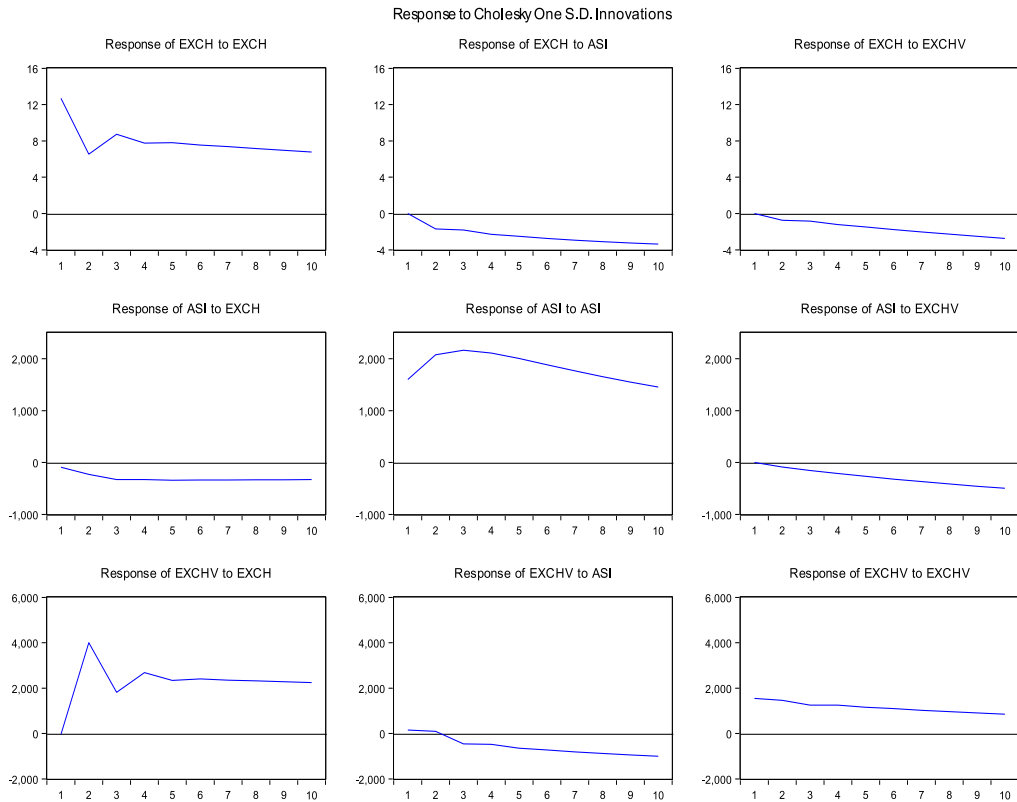 Response to Cholesky One S.D. Innovations
Response of EXCH to EXCH
16
12
8
4
0
-4
1 2 3 4 5 6 7 8 9 10
Response of EXCH to ASI
16
12
8
4
0
-4
1 2 3 4 5 6 7 8 9 10
Response of EXCH to EXCHV
16
12
8
4
0
-4
1 2 3 4 5 6 7 8 9 10
Response of ASI to EXCH
2,000
1,000
0
-1,000
1 2 3 4 5 6 7 8 9 10
Response of ASI to ASI
2,000
1,000
0
-1,000
1 2 3 4 5 6 7 8 9 10
Response of ASI to EXCHV
2,000
1,000
0
-1,000
1 2 3 4 5 6 7 8 9 10
Response of EXCHV to EXCH
6,000
4,000
2,000
0
-2,000
1 2 3 4 5 6 7 8 9 10
Response of EXCHV to ASI
6,000
4,000
2,000
0
-2,000
1 2 3 4 5 6 7 8 9 10
Response of EXCHV to EXCHV
6,000
4,000
2,000
0
-2,000
1 2 3 4 5 6 7 8 9 10